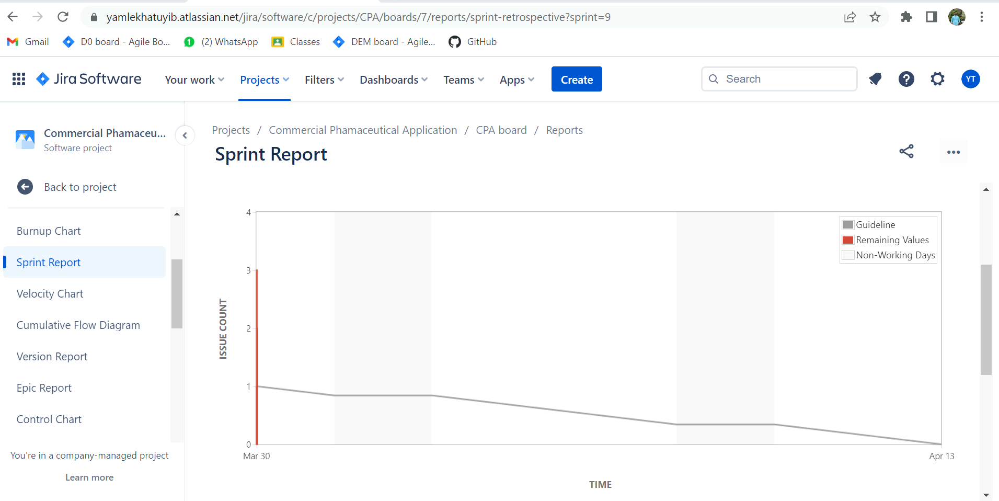 yamlekhatuyib.atlassian.net/jira/software/c/projects/CPA/boards/7/reports/sprint-retrospective?sprint=9
Gmail D0 board - Agile Bo... 1 (2) WhatsApp Classes DEM board - Agile... GitHub
Jira Software Your work Projects Filters Dashboards Teams Apps Create Search ? YT
Commercial Phamaceu...
Software project
Back to project
Burnup Chart
Sprint Report
Velocity Chart
Cumulative Flow Diagram
Version Report
Epic Report
Control Chart
You're in a company-managed project
Learn more
Projects / Commercial Phamaceutical Application / CPA board / Reports
Sprint Report
4
3
2
1
0
ISSUE COUNT
Guideline
Remaining Values
Non-Working Days
Mar 30 Apr 13
TIME